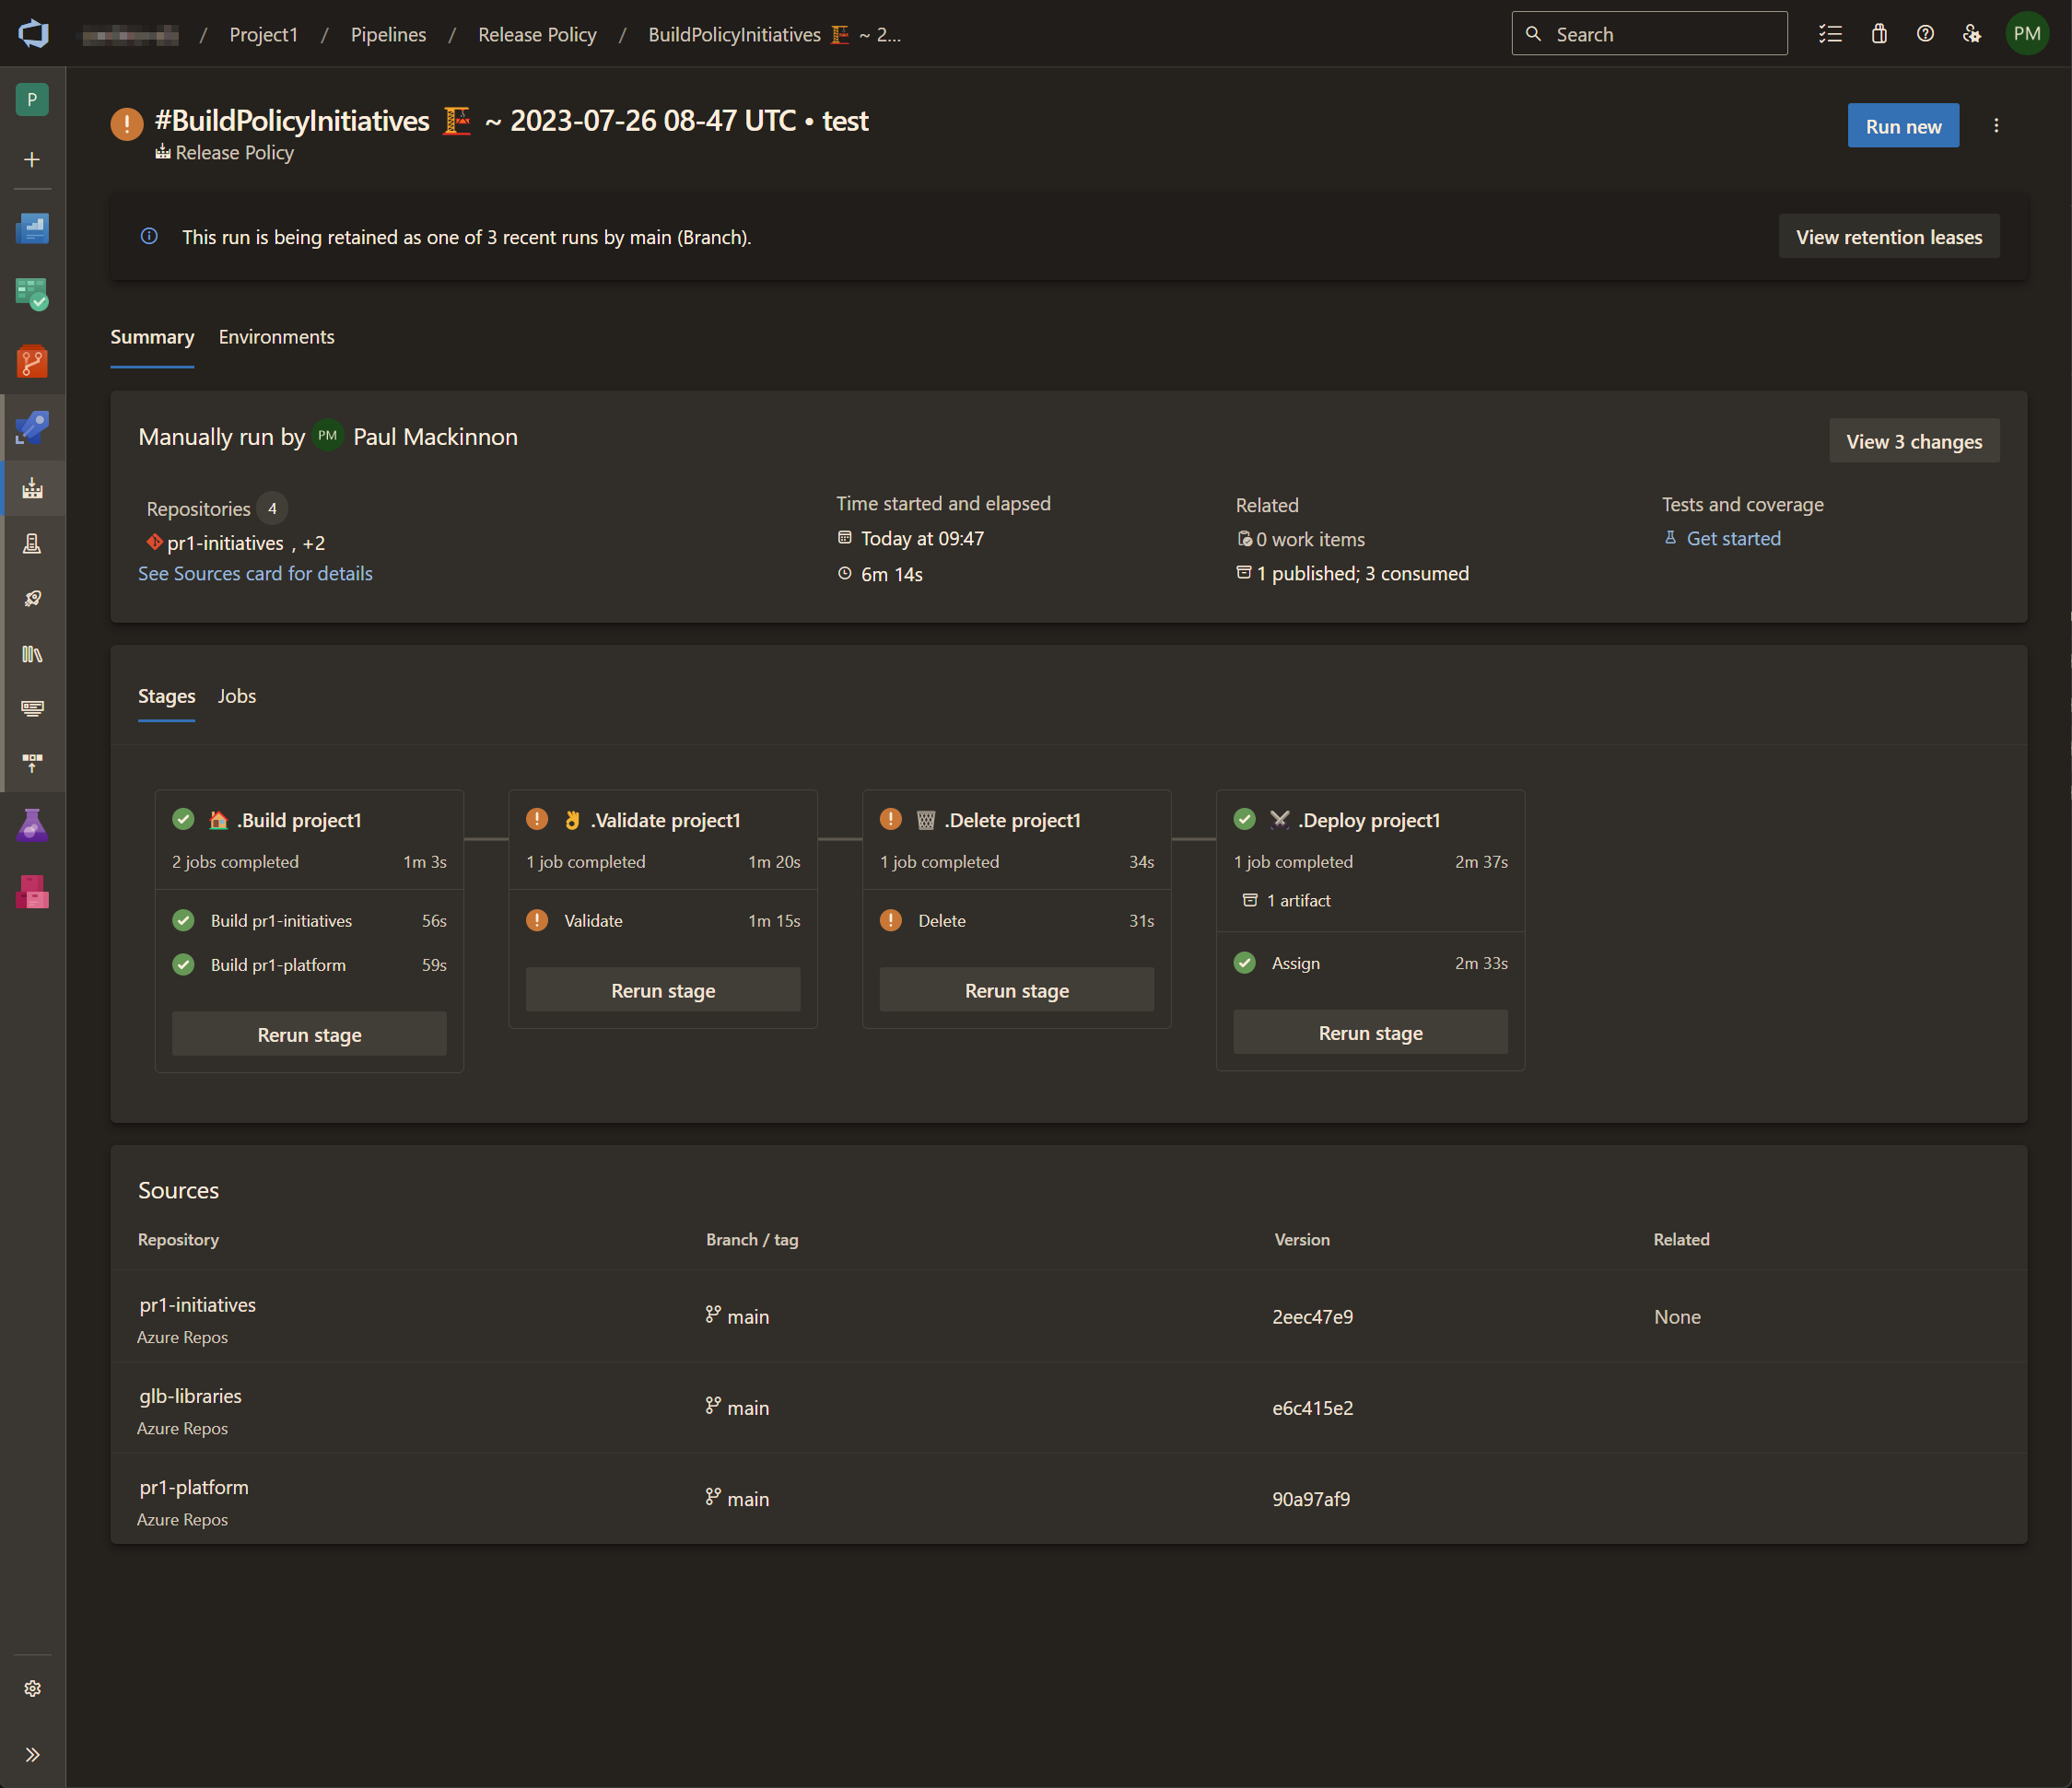 / Project1 / Pipelines / Release Policy / BuildPolicyInitiatives 🏗️ ~ 2...
Search
PM
P
#BuildPolicyInitiatives 🏗️ ~ 2023-07-26 08-47 UTC • test
Release Policy
Run new
This run is being retained as one of 3 recent runs by main (Branch).
View retention leases
Summary
Environments
Manually run by PM Paul Mackinnon
View 3 changes
Repositories 4
pr1-initiatives , +2
See Sources card for details
Time started and elapsed
Today at 09:47
6m 14s
Related
0 work items
1 published; 3 consumed
Tests and coverage
Get started
Stages
Jobs
🏠 .Build project1
2 jobs completed 1m 3s
Build pr1-initiatives 56s
Build pr1-platform 59s
Rerun stage
👌 .Validate project1
1 job completed 1m 20s
Validate 1m 15s
Rerun stage
🗑️ .Delete project1
1 job completed 34s
Delete 31s
Rerun stage
⚔️ .Deploy project1
1 job completed 2m 37s
1 artifact
Assign 2m 33s
Rerun stage
Sources
Repository Branch / tag Version Related
pr1-initiatives
Azure Repos
main
2eec47e9
None
glb-libraries
Azure Repos
main
e6c415e2
pr1-platform
Azure Repos
main
90a97af9